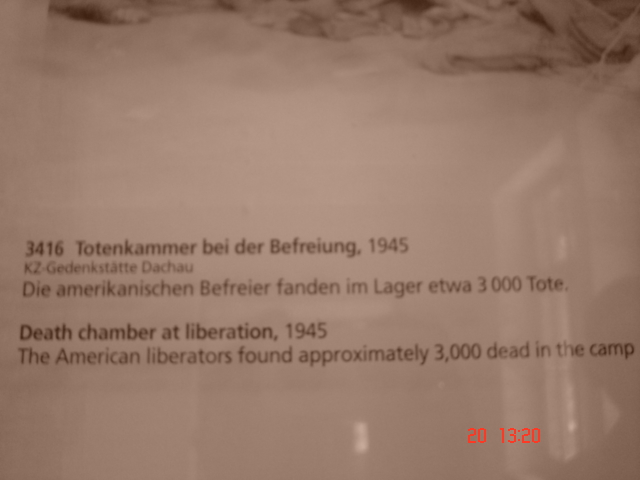 3416 Totenkammer bei der Befreiung, 1945
KZ-Gedenkstätte Dachau
Die amerikanischen Befreier fanden im Lager etwa 3 000 Tote.
Death chamber at liberation, 1945
The American liberators found approximately 3,000 dead in the camp
20 13:20